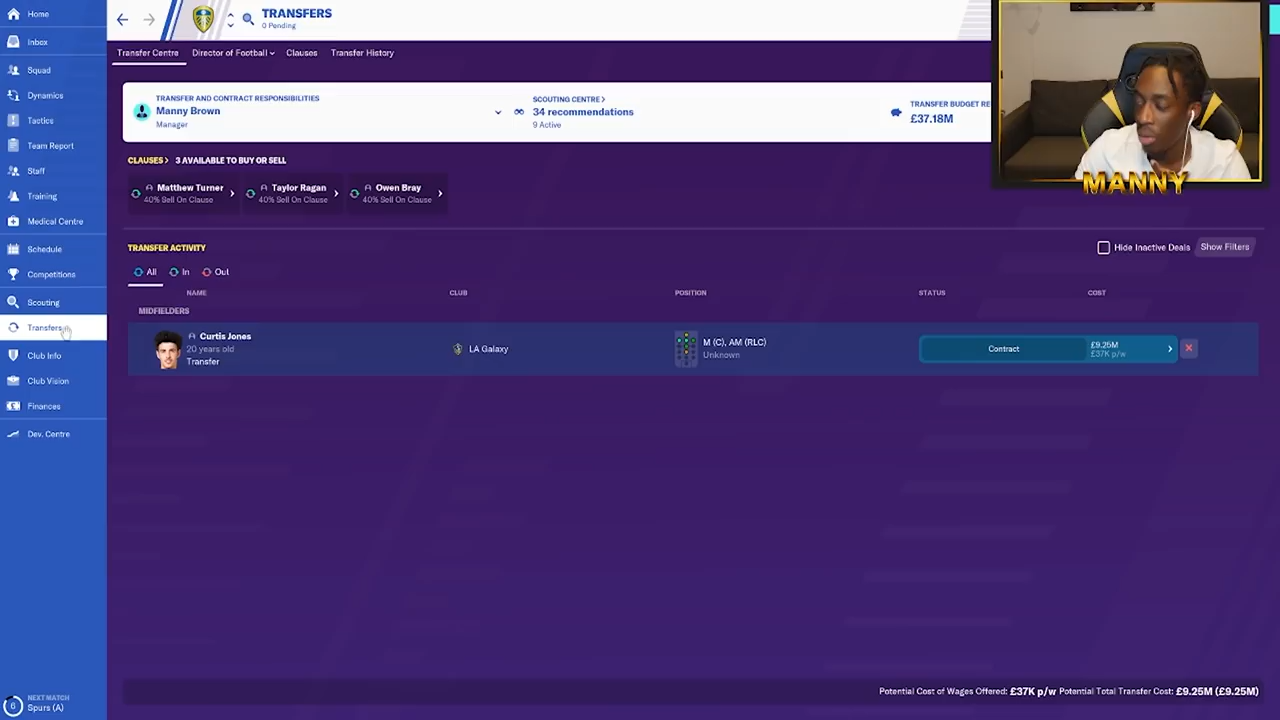 Home
Inbox
Squad
Dynamics
Tactics
Team Report
Staff
Training
Medical Centre
Schedule
Competitions
Scouting
Transfers
Club Info
Club Vision
Finances
Dev. Centre
6
NEXT MATCH
Spurs (A)
TRANSFERS
0 Pending
Transfer Centre
Director of Football
Clauses
Transfer History
TRANSFER AND CONTRACT RESPONSIBILITIES
Manny Brown
Manager
SCOUTING CENTRE >
34 recommendations
9 Active
TRANSFER BUDGET RE
£37.18M
MANNY
CLAUSES > 3 AVAILABLE TO BUY OR SELL
Matthew Turner
40% Sell On Clause
Taylor Ragan
40% Sell On Clause
Owen Bray
40% Sell On Clause
TRANSFER ACTIVITY
Hide Inactive Deals
Show Filters
All
In
Out
NAME
CLUB
POSITION
STATUS
COST
MIDFIELDERS
Curtis Jones
20 years old
Transfer
LA Galaxy
M (C), AM (RLC)
Unknown
Contract
£9.25M
£37K p/w
Potential Cost of Wages Offered: £37K p/w Potential Total Transfer Cost: £9.25M (£9.25M)